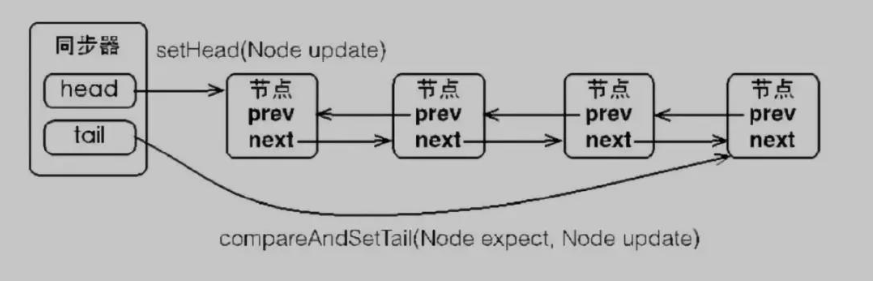 同步器
setHead(Node update)
head
tail
节点
prev
next
节点
prev
next
节点
prev
next
节点
prev
next
compareAndSetTail(Node expect, Node update)